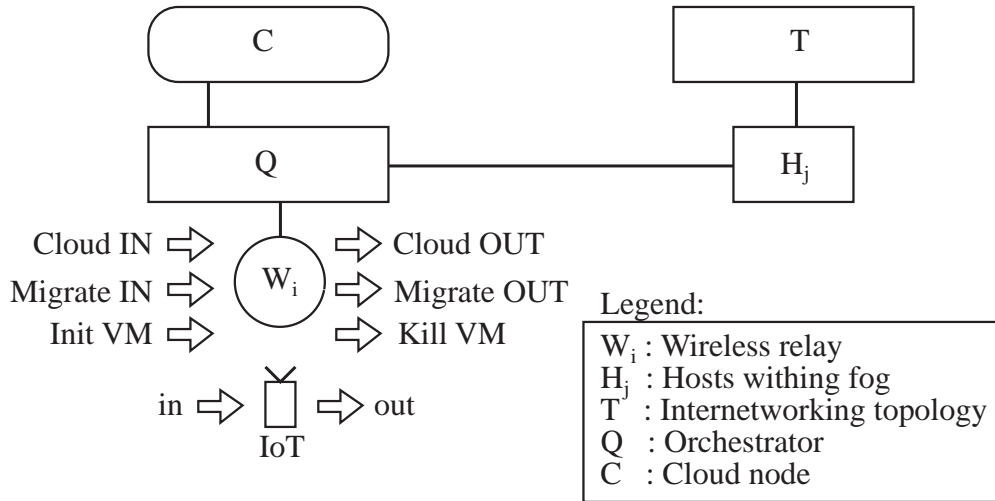 C
T
Q
H_j
Cloud IN
Cloud OUT
W_i
Migrate IN
Migrate OUT
Init VM
Kill VM
in
out
IoT
Legend:
W_i : Wireless relay
H_j : Hosts withing fog
T : Internetworking topology
Q : Orchestrator
C : Cloud node